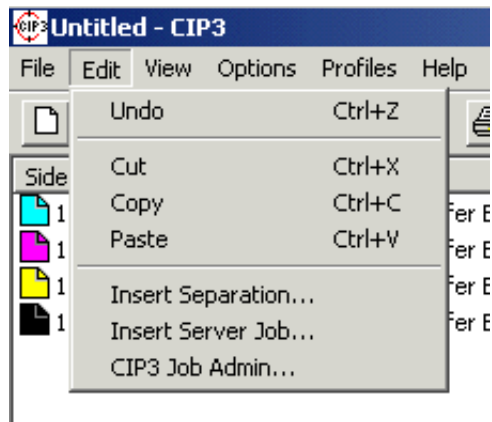 CIP3 Untitled - CIP3
File Edit View Options Profiles Help
Undo Ctrl+Z
Cut Ctrl+X
Side
Copy Ctrl+C
1
Paste Ctrl+V
1
1
Insert Separation...
Insert Server Job...
1
CIP3 Job Admin...